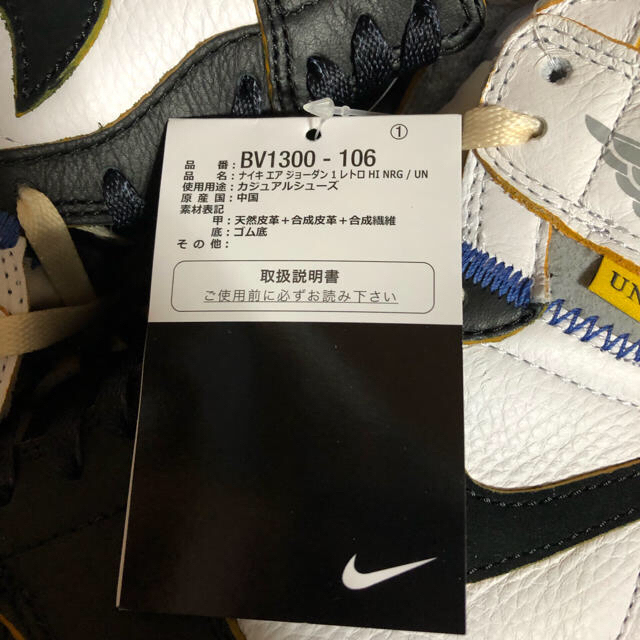 ①
品番:BV1300 - 106
品名:ナイキ エア ジョーダン 1 レトロ HI NRG / UN
使用用途:カジュアルシューズ
原産国:中国
素材表記
甲:天然皮革+合成皮革+合成繊維
底:ゴム底
その他:
取扱説明書
ご使用前に必ずお読み下さい
UN